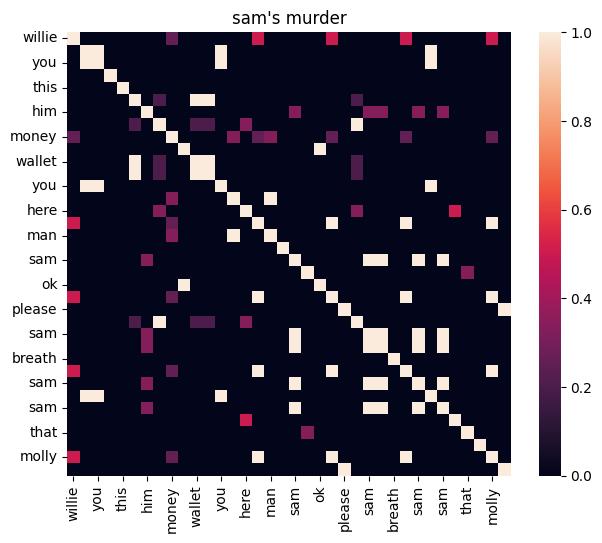 sam's murder
willie
you
this
him
money
wallet
you
here
man
sam
ok
please
sam
breath
sam
sam
that
molly
willie
you
this
him
money
wallet
you
here
man
sam
ok
please
sam
breath
sam
sam
that
molly
1.0
0.8
0.6
0.4
0.2
0.0